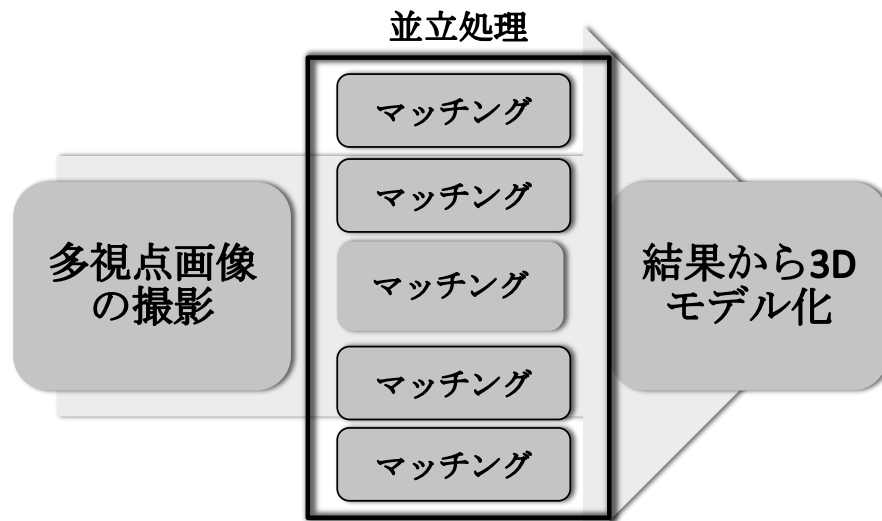 並立処理
多視点画像
の撮影
マッチング
マッチング
マッチング
マッチング
マッチング
結果から3D
モデル化